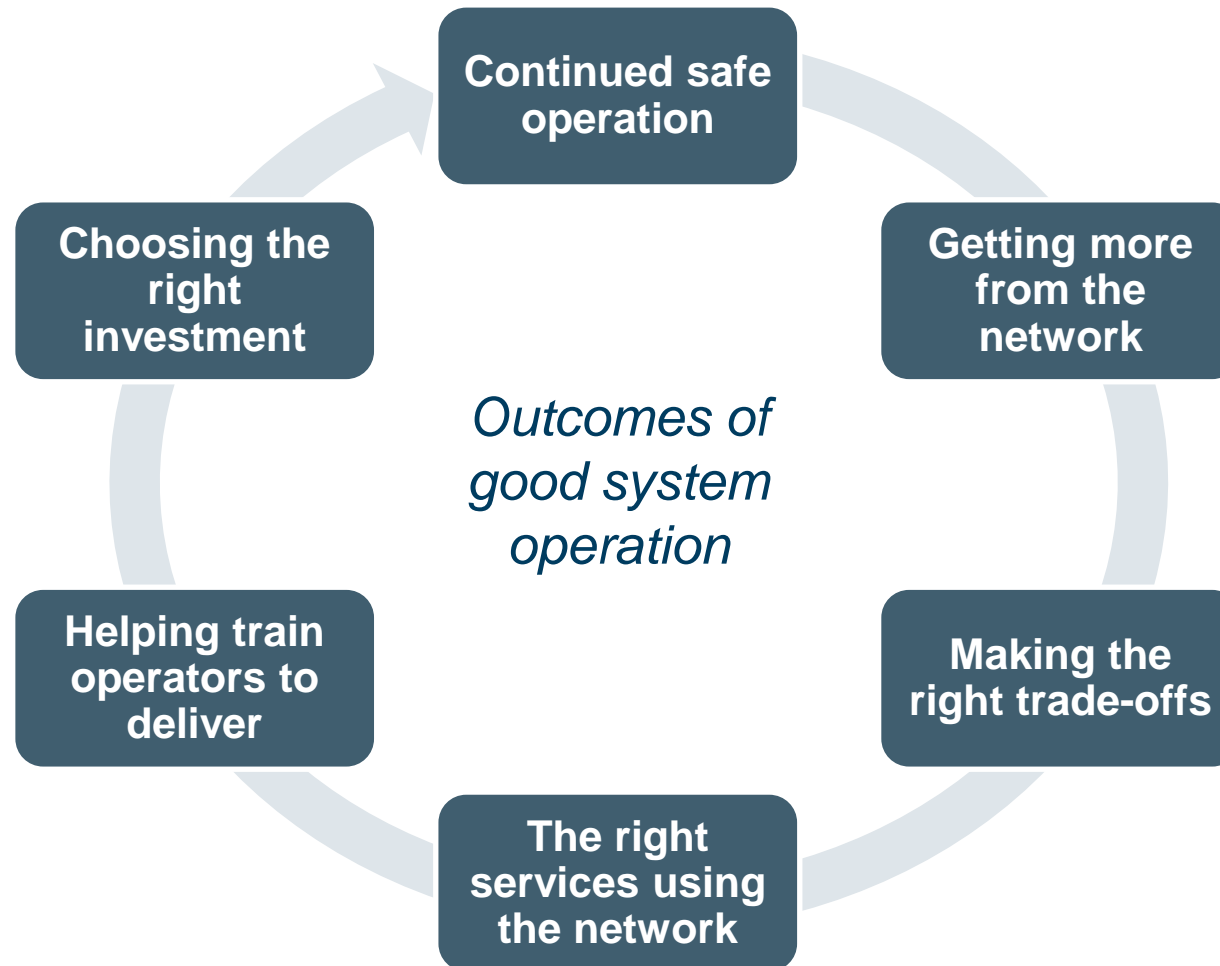 Continued safe
operation
Getting more
from the
network
Making the
right trade-offs
The right
services using
the network
Helping train
operators to
deliver
Choosing the
right
investment
Outcomes of
good system
operation